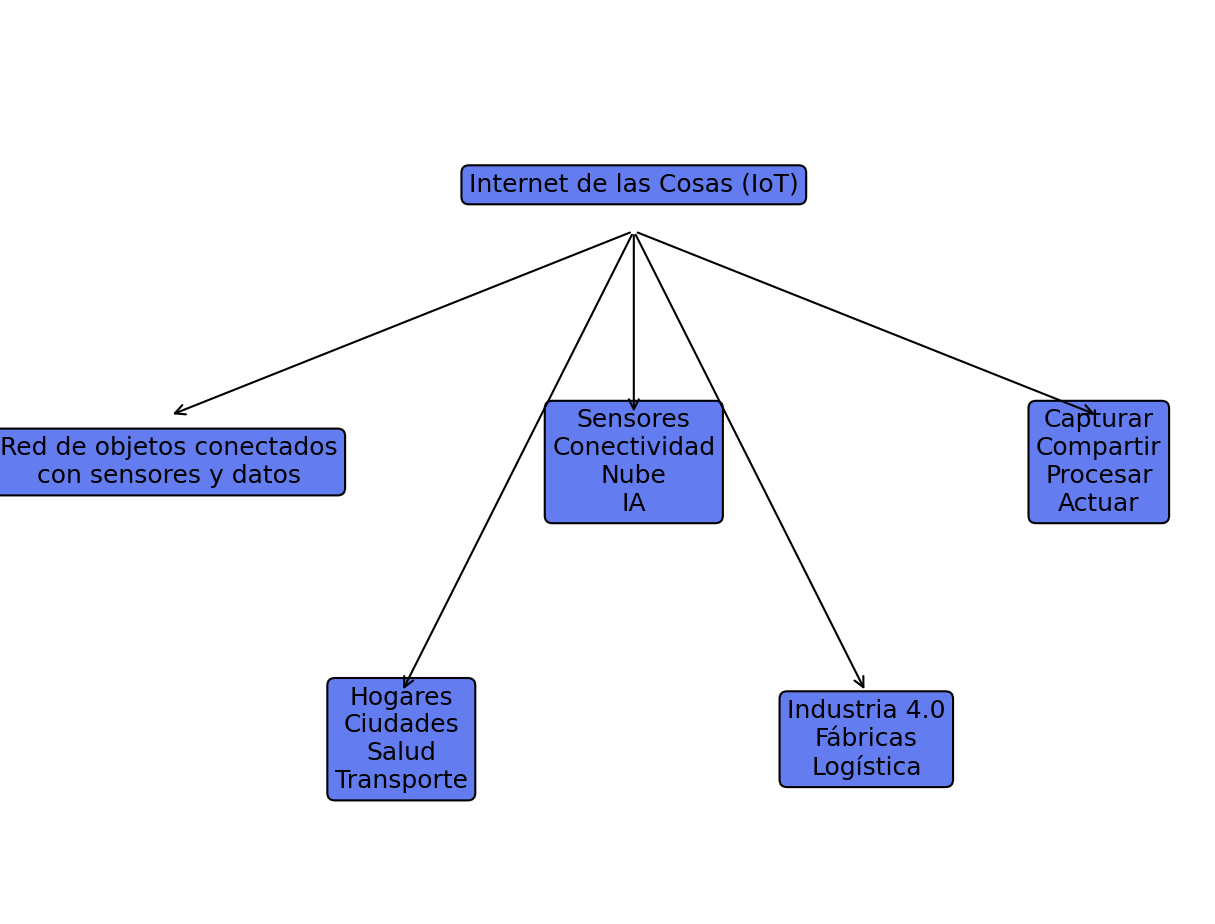 Internet de las Cosas (IoT)
Red de objetos conectados
con sensores y datos
Sensores
Conectividad
Nube
IA
Capturar
Compartir
Procesar
Actuar
Hogares
Ciudades
Salud
Transporte
Industria 4.0
Fábricas
Logística